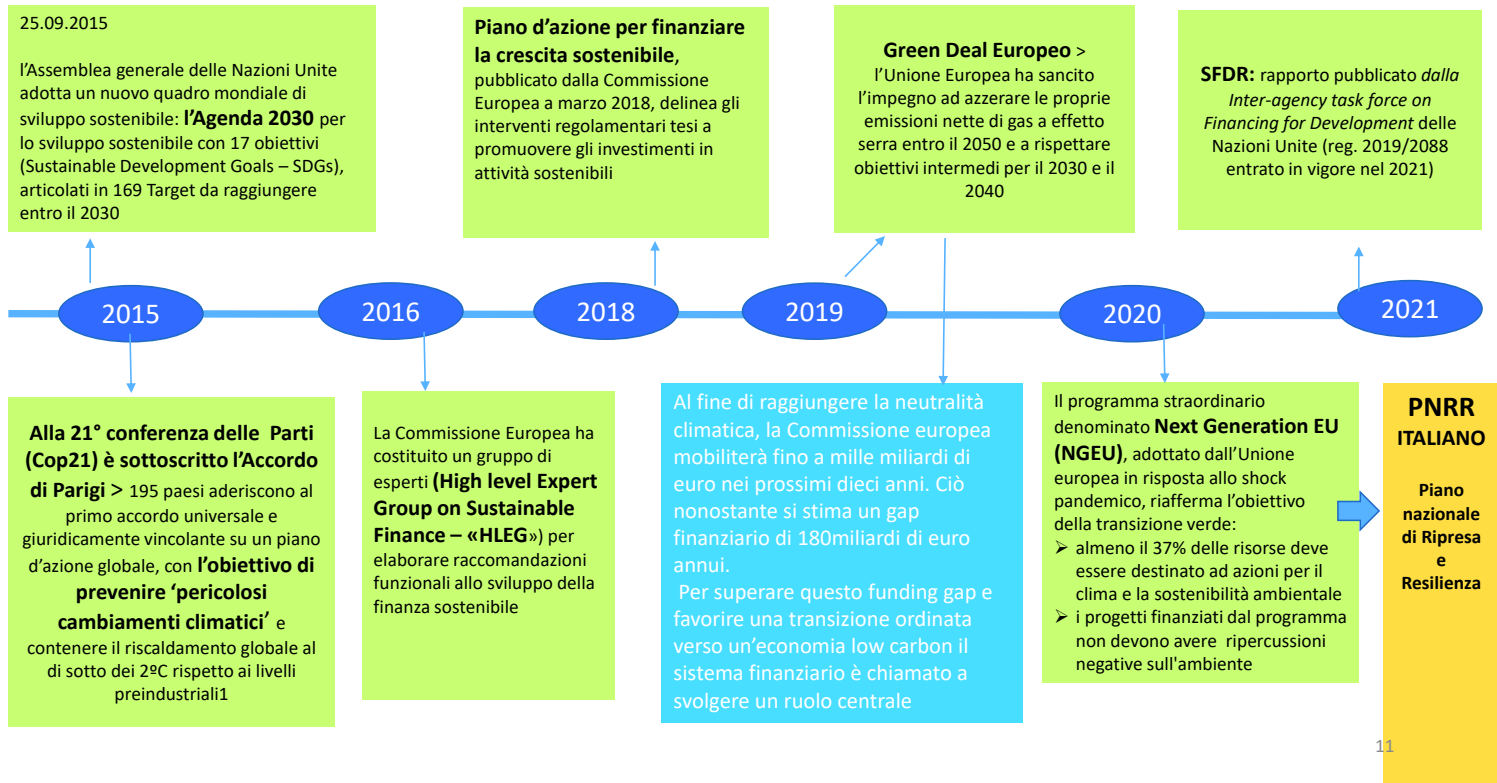 25.09.2015
l'Assemblea generale delle Nazioni Unite
adotta un nuovo quadro mondiale di
sviluppo sostenibile: l'Agenda 2030 per
lo sviluppo sostenibile con 17 obiettivi
(Sustainable Development Goals – SDGs),
articolati in 169 Target da raggiungere
entro il 2030
Piano d'azione per finanziare
la crescita sostenibile,
pubblicato dalla Commissione
Europea a marzo 2018, delinea gli
interventi regolamentari tesi a
promuovere gli investimenti in
attività sostenibili
Green Deal Europeo >
l'Unione Europea ha sancito
l'impegno ad azzerare le proprie
emissioni nette di gas a effetto
serra entro il 2050 e a rispettare
obiettivi intermedi per il 2030 e il
2040
SFDR: rapporto pubblicato dalla
Inter-agency task force on
Financing for Development delle
Nazioni Unite (reg. 2019/2088
entrato in vigore nel 2021)
2015
2016
2018
2019
2020
2021
Alla 21° conferenza delle Parti
(Cop21) è sottoscritto l'Accordo
di Parigi > 195 paesi aderiscono al
primo accordo universale e
giuridicamente vincolante su un piano
d'azione globale, con l'obiettivo di
prevenire 'pericolosi
cambiamenti climatici' e
contenere il riscaldamento globale al
di sotto dei 2ºC rispetto ai livelli
preindustriali1
La Commissione Europea ha
costituito un gruppo di
esperti (High level Expert
Group on Sustainable
Finance – «HLEG») per
elaborare raccomandazioni
funzionali allo sviluppo della
finanza sostenibile
Al fine di raggiungere la neutralità
climatica, la Commissione europea
mobiliterà fino a mille miliardi di
euro nei prossimi dieci anni. Ciò
nonostante si stima un gap
finanziario di 180miliardi di euro
annui.
Per superare questo funding gap e
favorire una transizione ordinata
verso un'economia low carbon il
sistema finanziario è chiamato a
svolgere un ruolo centrale
Il programma straordinario
denominato Next Generation EU
(NGEU), adottato dall'Unione
europea in risposta allo shock
pandemico, riafferma l'obiettivo
della transizione verde:
➢ almeno il 37% delle risorse deve
essere destinato ad azioni per il
clima e la sostenibilità ambientale
➢ i progetti finanziati dal programma
non devono avere ripercussioni
negative sull'ambiente
PNRR
ITALIANO
Piano
nazionale
di Ripresa
e
Resilienza
11